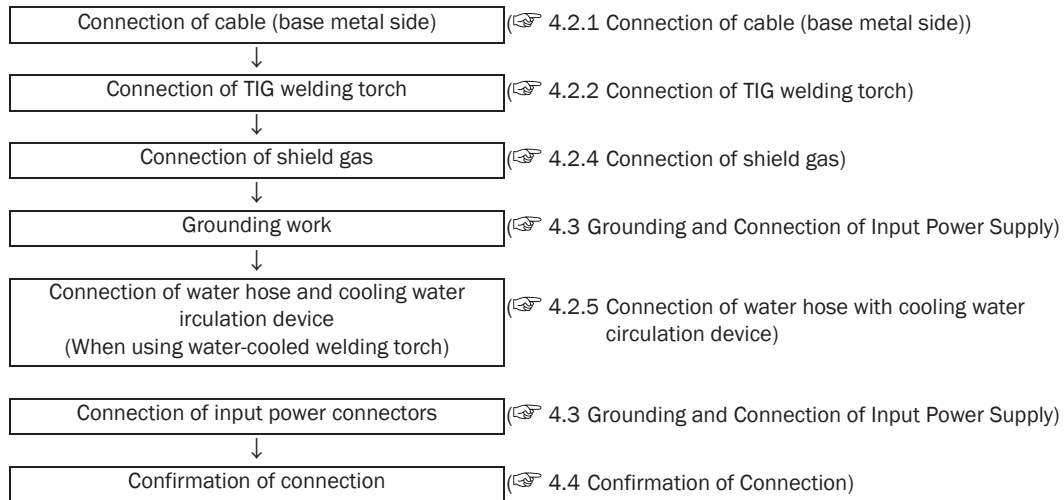 Connection of cable (base metal side) (☞ 4.2.1 Connection of cable (base metal side))
↓
Connection of TIG welding torch (☞ 4.2.2 Connection of TIG welding torch)
↓
Connection of shield gas (☞ 4.2.4 Connection of shield gas)
↓
Grounding work (☞ 4.3 Grounding and Connection of Input Power Supply)
↓
Connection of water hose and cooling water
irculation device
(When using water-cooled welding torch)
(☞ 4.2.5 Connection of water hose with cooling water
circulation device)
Connection of input power connectors (☞ 4.3 Grounding and Connection of Input Power Supply)
↓
Confirmation of connection (☞ 4.4 Confirmation of Connection)